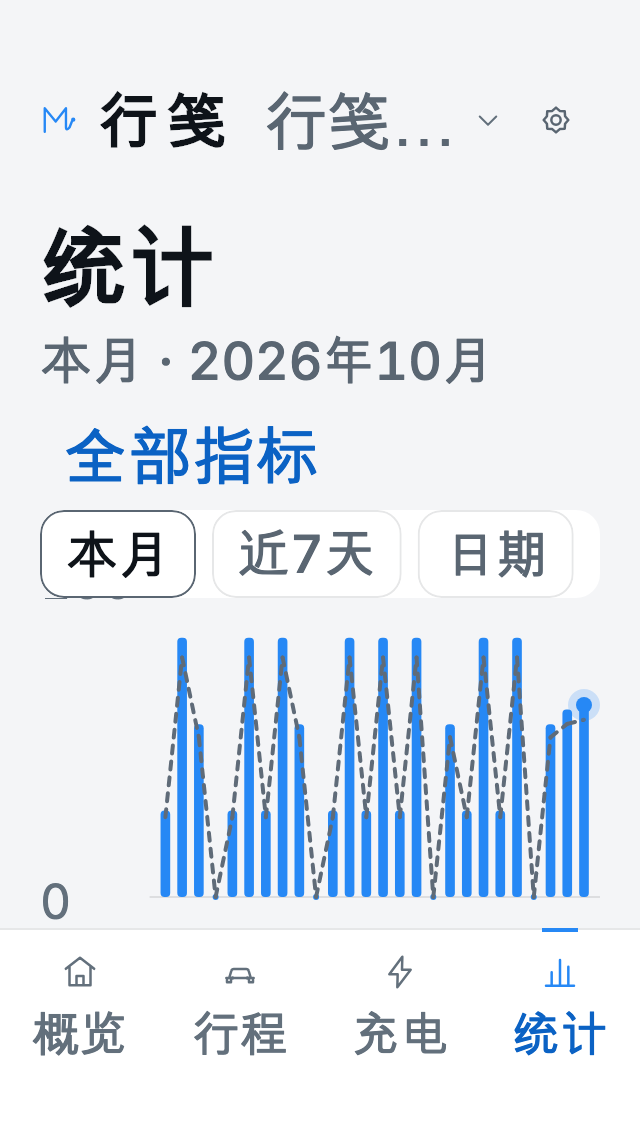 行笺 行笺...
统计
本月 · 2026年10月
全部指标
本月 近7天 日期
0
概览 行程 充电 统计